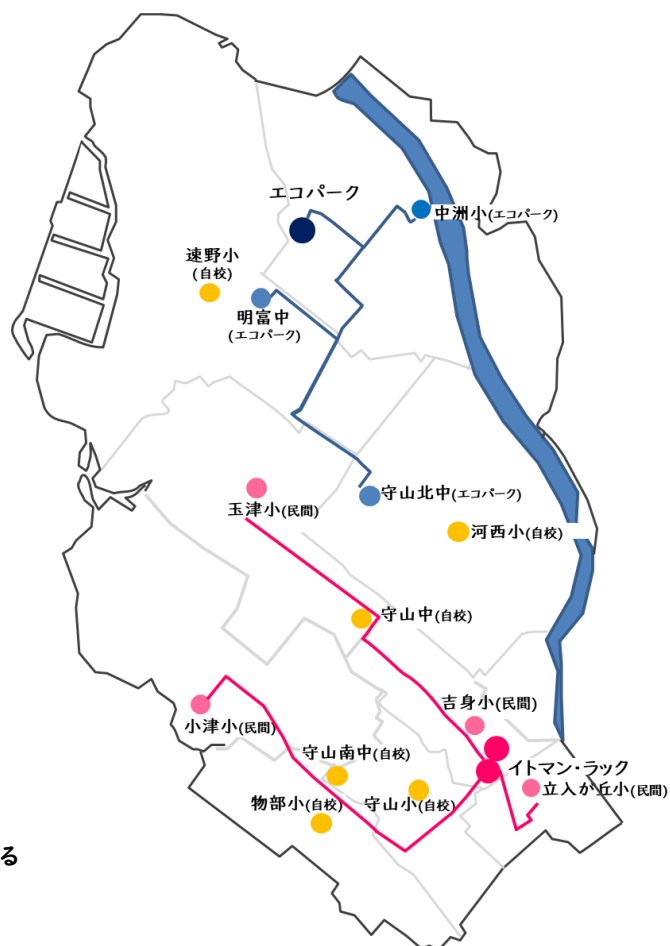 エコパーク
中洲小(エコパーク)
速野小
(自校)
明富中
(エコパーク)
守山北中(エコパーク)
玉津小(民間)
河西小(自校)
守山中(自校)
吉身小(民間)
小津小(民間)
守山南中(自校)
イトマン・ラック
立入が丘小(民間)
物部小(自校)
守山小(自校)
る